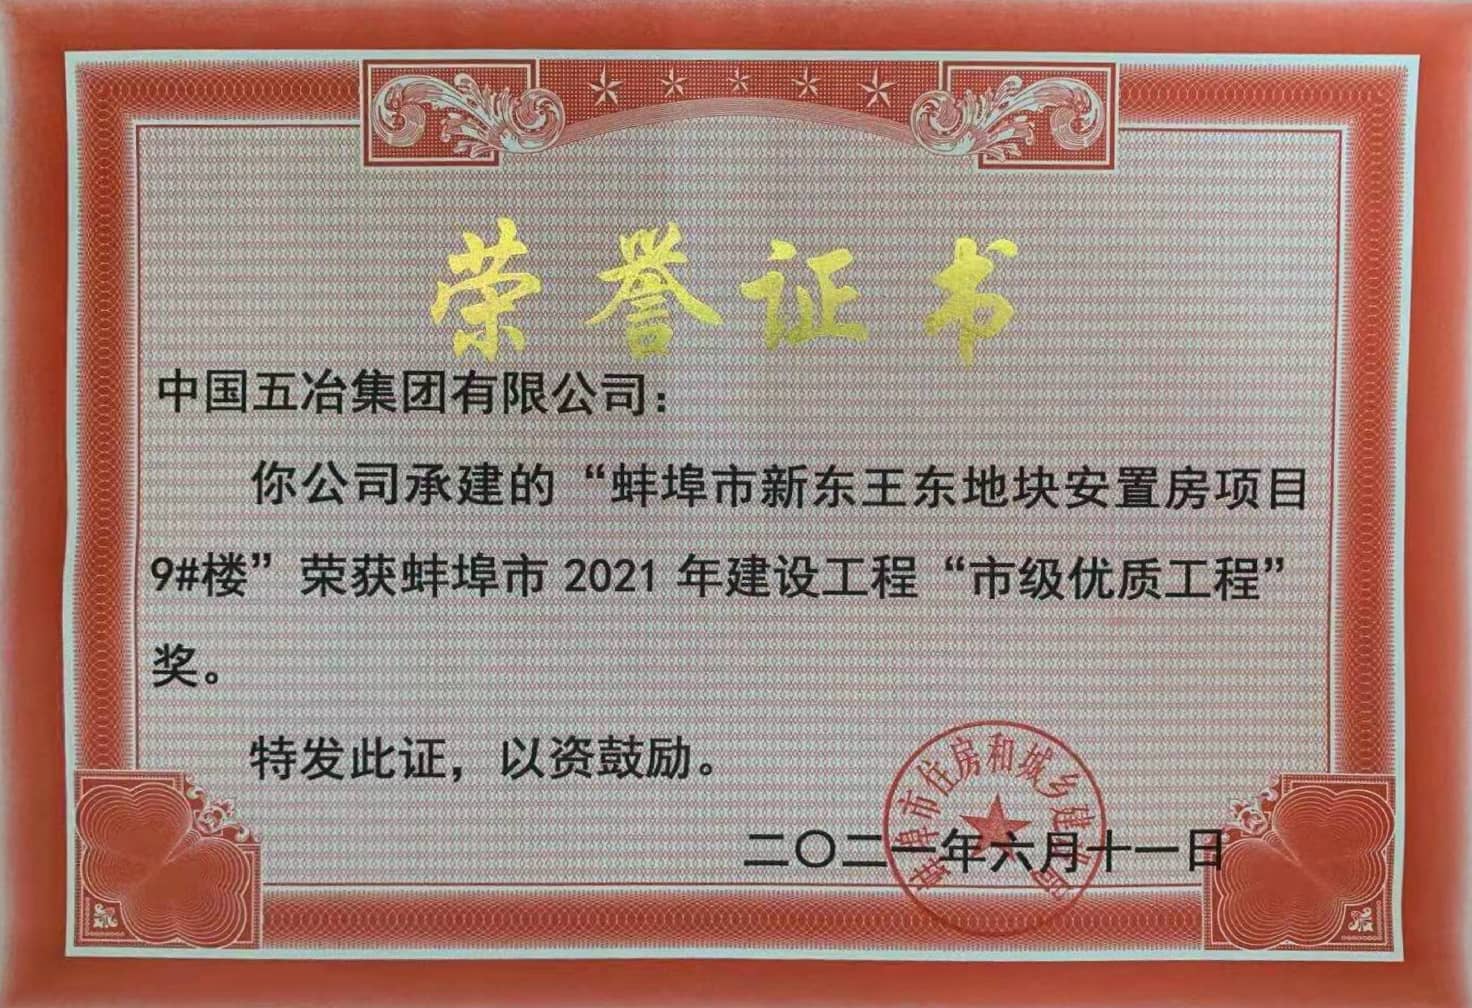 荣誉证书
中国五冶集团有限公司：
你公司承建的“蚌埠市新东王东地块安置房项目
9#楼”荣获蚌埠市 2021 年建设工程“市级优质工程”
奖。
特发此证，以资鼓励。
蚌埠市住房和城乡建设局
二〇二一年六月十一日